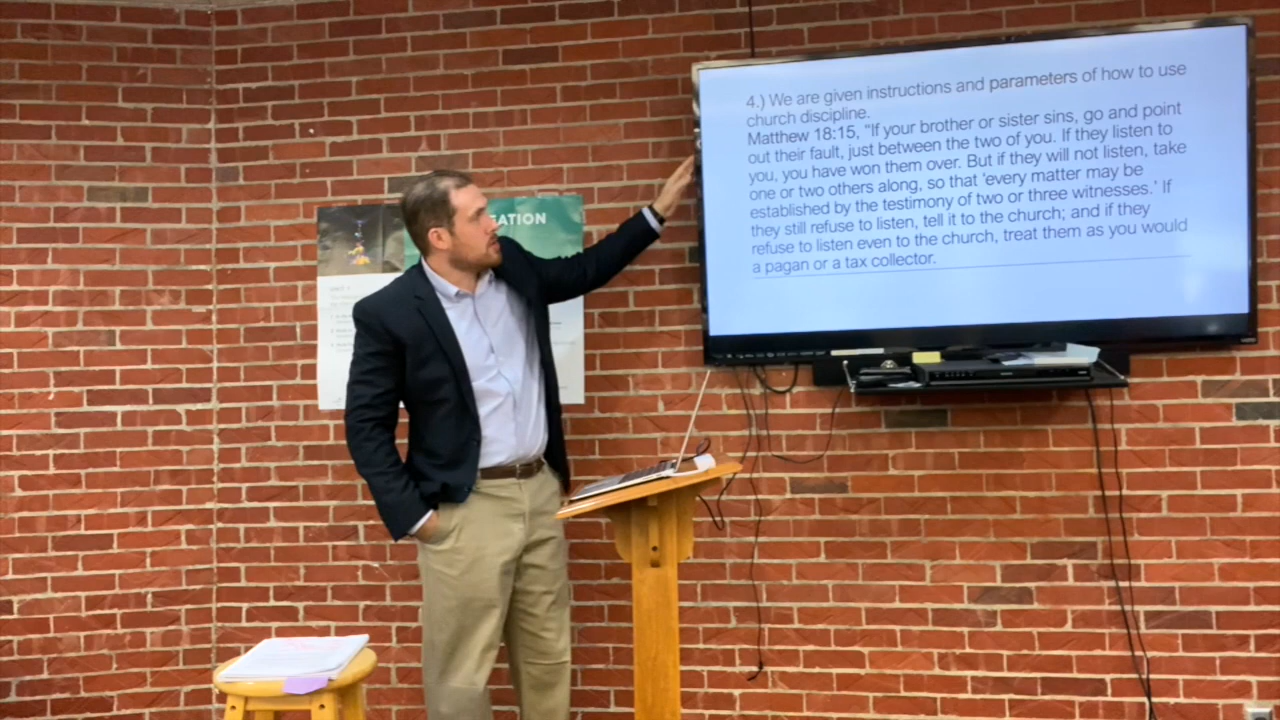 4.) We are given instructions and parameters of how to use
church discipline.
Matthew 18:15, "If your brother or sister sins, go and point
out their fault, just between the two of you. If they listen to
you, you have won them over. But if they will not listen, take
one or two others along, so that 'every matter may be
established by the testimony of two or three witnesses.' If
they still refuse to listen, tell it to the church; and if they
refuse to listen even to the church, treat them as you would
a pagan or a tax collector.
EATION
UNIT 1